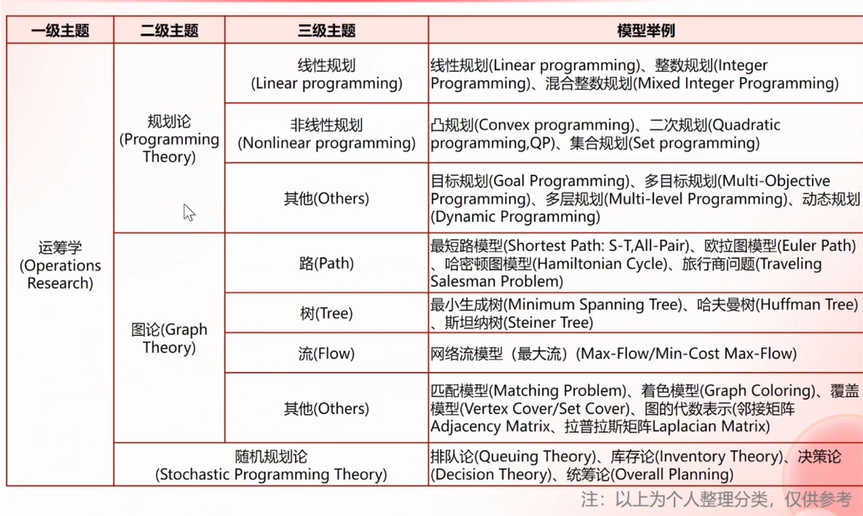 一级主题
二级主题
三级主题
模型举例
运筹学
(Operations
Research)
规划论
(Programming
Theory)
线性规划
(Linear programming)
线性规划(Linear programming)、整数规划(Integer
Programming)、混合整数规划(Mixed Integer Programming)
非线性规划
(Nonlinear programming)
凸规划(Convex programming)、二次规划(Quadratic
programming,QP)、集合规划(Set programming)
其他(Others)
目标规划(Goal Programming)、多目标规划(Multi-Objective
Programming)、多层规划(Multi-level Programming)、动态规划
(Dynamic Programming)
图论(Graph
Theory)
路(Path)
最短路模型(Shortest Path: S-T,All-Pair)、欧拉图模型(Euler Path)
、哈密顿图模型(Hamiltonian Cycle)、旅行商问题(Traveling
Salesman Problem)
树(Tree)
最小生成树(Minimum Spanning Tree)、哈夫曼树(Huffman Tree)
、斯坦纳树(Steiner Tree)
流(Flow)
网络流模型（最大流）(Max-Flow/Min-Cost Max-Flow)
其他(Others)
匹配模型(Matching Problem)、着色模型(Graph Coloring)、覆盖
模型(Vertex Cover/Set Cover)、图的代数表示(邻接矩阵
Adjacency Matrix、拉普拉斯矩阵Laplacian Matrix)
随机规划论
(Stochastic Programming Theory)
排队论(Queuing Theory)、库存论(Inventory Theory)、决策论
(Decision Theory)、统筹论(Overall Planning)
注：以上为个人整理分类，仅供参考